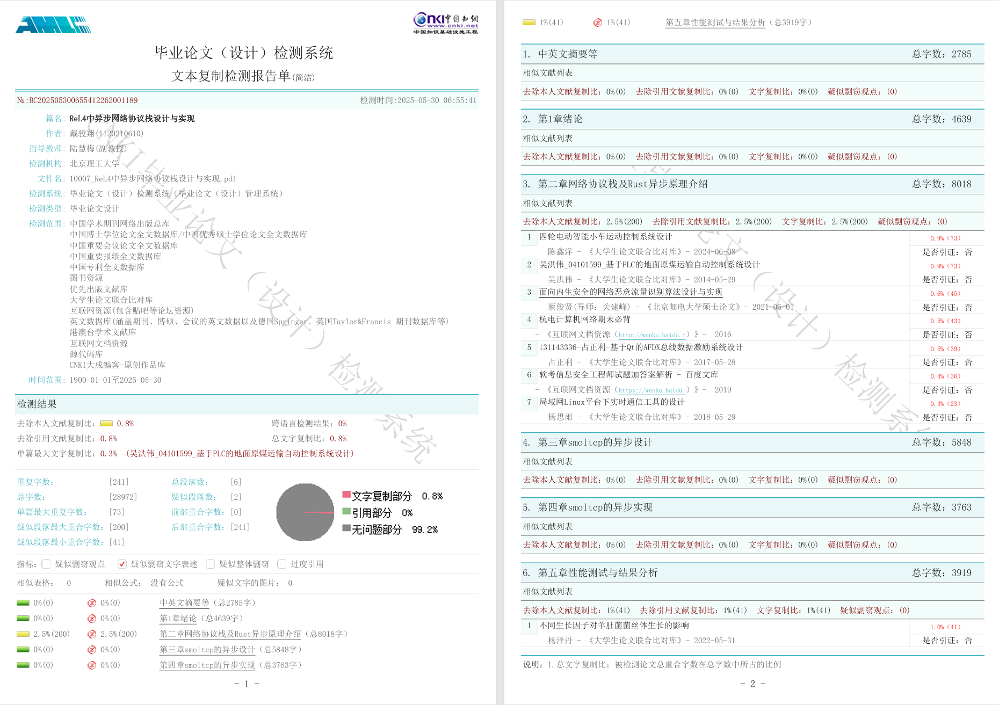 AMLC
cnki中国知网
www.cnki.net
中国知识基础设施工程
毕业论文（设计）检测系统
文本复制检测报告单(简洁)
№:BC202505300655412262001189
检测时间:2025-05-30 06:55:41
篇名: ReL4中异步网络协议栈设计与实现
作者: 戴骏翔(1120210610)
指导教师: 陆慧梅(副教授)
检测机构: 北京理工大学
文件名: 10007_ReL4中异步网络协议栈设计与实现.pdf
检测系统: 毕业论文（设计）检测系统（毕业论文（设计）管理系统）
检测类型: 毕业论文设计
检测范围: 中国学术期刊网络出版总库
中国博士学位论文全文数据库/中国优秀硕士学位论文全文数据库
中国重要会议论文全文数据库
中国重要报纸全文数据库
中国专利全文数据库
图书资源
优先出版文献库
大学生论文联合比对库
互联网资源(包含贴吧等论坛资源)
英文数据库(涵盖期刊、博硕、会议的英文数据以及德国Springer、英国Taylor&Francis 期刊数据库等)
港澳台学术文献库
互联网文档资源
源代码库
CNKI大成编客-原创作品库
时间范围: 1900-01-01至2025-05-30
CNKI毕业论文（设计）检测系统
检测结果
去除本人文献复制比: 0.8% 跨语言检测结果: 0%
去除引用文献复制比: 0.8% 总文字复制比: 0.8%
单篇最大文字复制比: 0.3% （吴洪伟_04101599_基于PLC的地面原煤运输自动控制系统设计）
重复字数: [241] 总段落数: [6]
总字数: [28972] 疑似段落数: [2]
单篇最大重复字数: [73] 前部重合字数: [0]
疑似段落最大重合字数: [200] 后部重合字数: [241]
疑似段落最小重合字数: [41]
文字复制部分 0.8%
引用部分 0%
无问题部分 99.2%
指标: 疑似剽窃观点 疑似剽窃文字表述 疑似整体剽窃 过度引用
相似表格: 0 相似公式: 没有公式 疑似文字的图片: 0
0%(0) 0%(0) 中英文摘要等（总2785字）
0%(0) 0%(0) 第1章绪论（总4639字）
2.5%(200) 2.5%(200) 第二章网络协议栈及Rust异步原理介绍（总8018字）
0%(0) 0%(0) 第三章smoltcp的异步设计（总5848字）
0%(0) 0%(0) 第四章smoltcp的异步实现（总3763字）
- 1 -
1%(41) 1%(41) 第五章性能测试与结果分析（总3919字）
1. 中英文摘要等 总字数: 2785
相似文献列表
去除本人文献复制比: 0%(0) 去除引用文献复制比: 0%(0) 文字复制比: 0%(0) 疑似剽窃观点: (0)
2. 第1章绪论 总字数: 4639
相似文献列表
去除本人文献复制比: 0%(0) 去除引用文献复制比: 0%(0) 文字复制比: 0%(0) 疑似剽窃观点: (0)
3. 第二章网络协议栈及Rust异步原理介绍 总字数: 8018
相似文献列表
去除本人文献复制比: 2.5%(200) 去除引用文献复制比: 2.5%(200) 文字复制比: 2.5%(200) 疑似剽窃观点: (0)
1 四轮电动智能小车运动控制系统设计 0.9%（73）
陈鑫洋 - 《大学生论文联合比对库》- 2024-06-08 是否引证: 否
2 吴洪伟_04101599_基于PLC的地面原煤运输自动控制系统设计 0.9%（73）
吴洪伟 - 《大学生论文联合比对库》- 2014-05-29 是否引证: 否
3 面向内生安全的网络恶意流量识别算法设计与实现 0.6%（45）
蔡俊贤(导师: 关建峰) - 《北京邮电大学硕士论文》- 2021-06-01 是否引证: 否
4 杭电计算机网络期末必背 0.5%（43）
- 《互联网文档资源（http://wenku.baidu.c）》- 2016 是否引证: 否
5 131143336-占正利-基于Qt的AFDX总线数据激励系统设计 0.5%（39）
占正利 - 《大学生论文联合比对库》- 2017-05-28 是否引证: 否
6 软考信息安全工程师试题加答案解析 - 百度文库 0.4%（36）
- 《互联网文档资源（https://wenku.baidu.）》- 2019 是否引证: 否
7 局域网Linux平台下实时通信工具的设计 0.3%（23）
杨思雨 - 《大学生论文联合比对库》- 2018-05-29 是否引证: 否
4. 第三章smoltcp的异步设计 总字数: 5848
相似文献列表
去除本人文献复制比: 0%(0) 去除引用文献复制比: 0%(0) 文字复制比: 0%(0) 疑似剽窃观点: (0)
5. 第四章smoltcp的异步实现 总字数: 3763
相似文献列表
去除本人文献复制比: 0%(0) 去除引用文献复制比: 0%(0) 文字复制比: 0%(0) 疑似剽窃观点: (0)
6. 第五章性能测试与结果分析 总字数: 3919
相似文献列表
去除本人文献复制比: 1%(41) 去除引用文献复制比: 1%(41) 文字复制比: 1%(41) 疑似剽窃观点: (0)
1 不同生长因子对羊肚菌菌丝体生长的影响 1.0%（41）
杨泽丹 - 《大学生论文联合比对库》- 2022-05-31 是否引证: 否
说明: 1.总文字复制比: 被检测论文总重合字数在总字数中所占的比例
- 2 -